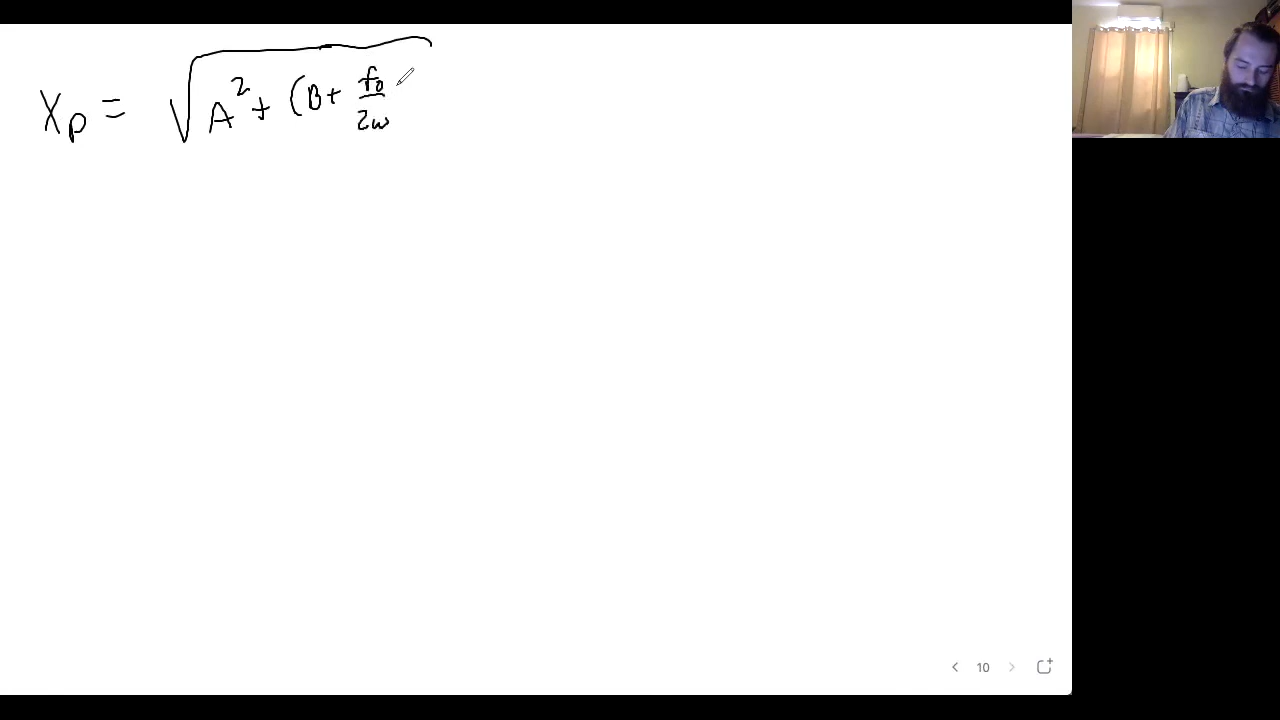 Xp = √A² + (B + f₀/2ω
< 10 >